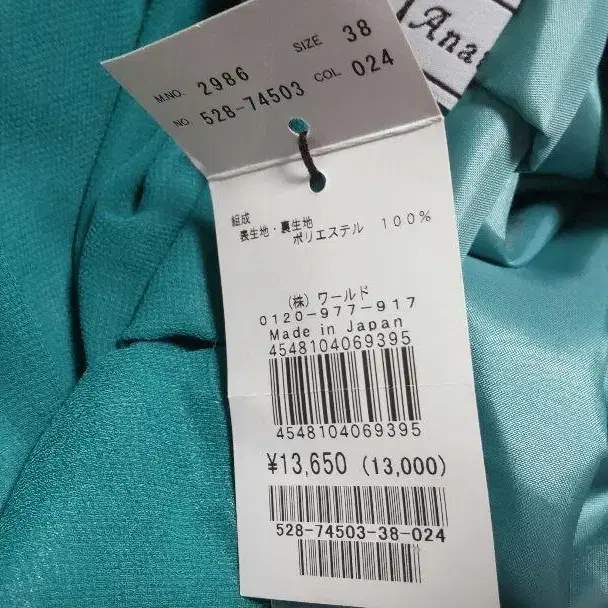 M.NO. 2986 SIZE 38
NO. 528-74503 COL 024
組成
表生地・裏生地
ポリエステル 100%
(株) ワールド
0120-977-917
Made in Japan
4548104069395
4548104069395
¥13,650 (13,000)
528-74503-38-024